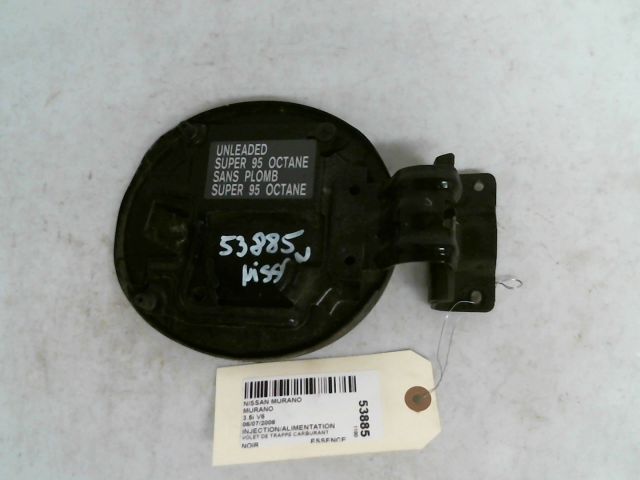 UNLEADED
SUPER 95 OCTANE
SANS PLOMB
SUPER 95 OCTANE
53885
NISSAN MURANO
MURANO
3.5i V6
06/07/2006
INJECTION/ALIMENTATION
VOLET DE TRAPPE CARBURANT
NOIR ESSENCE
53885